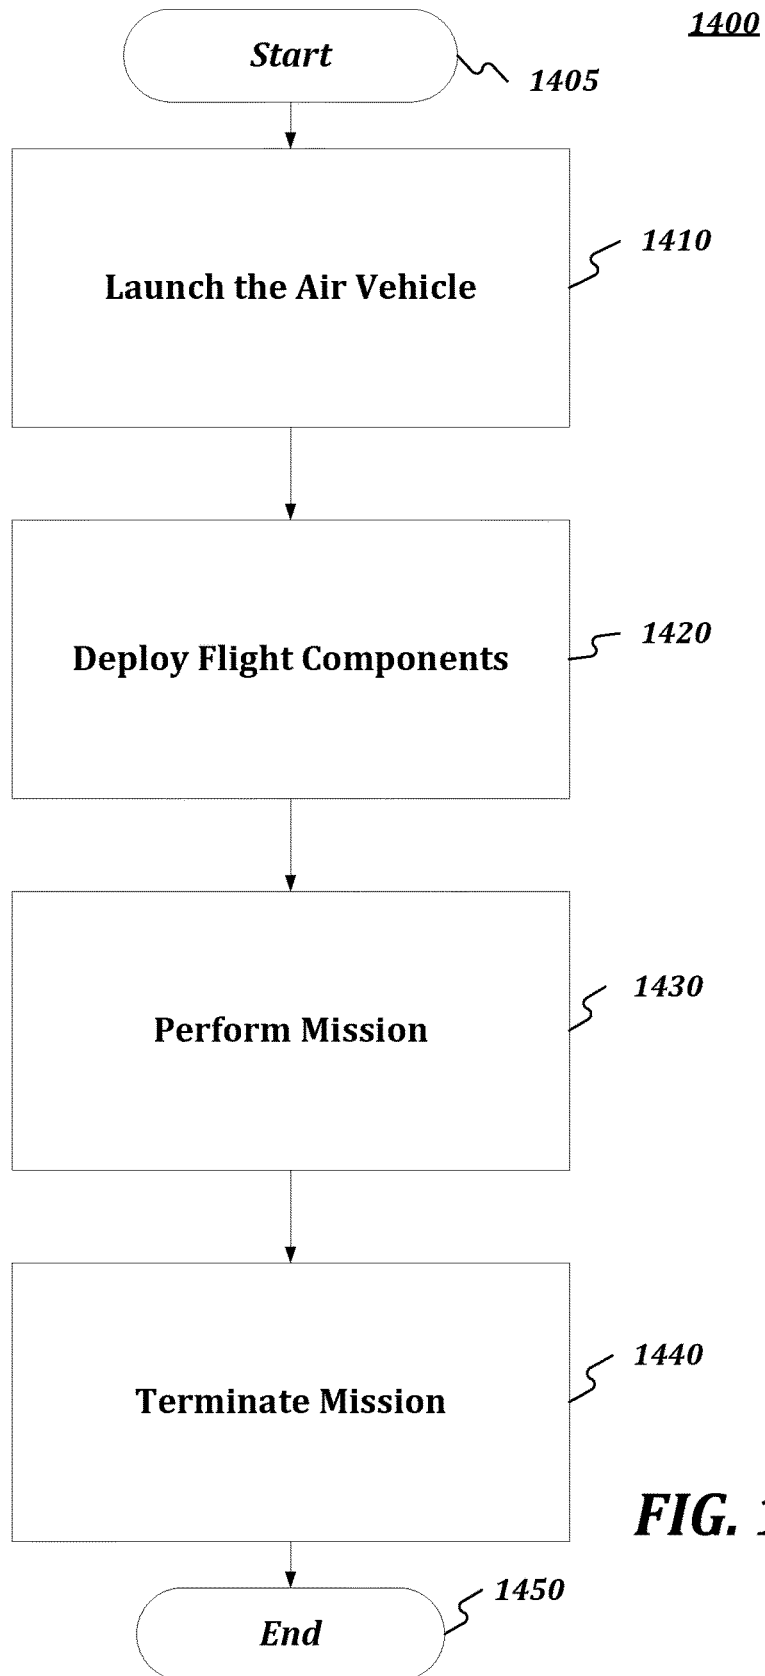 1400
Start
1405
Launch the Air Vehicle
1410
Deploy Flight Components
1420
Perform Mission
1430
Terminate Mission
1440
FIG.
End
1450